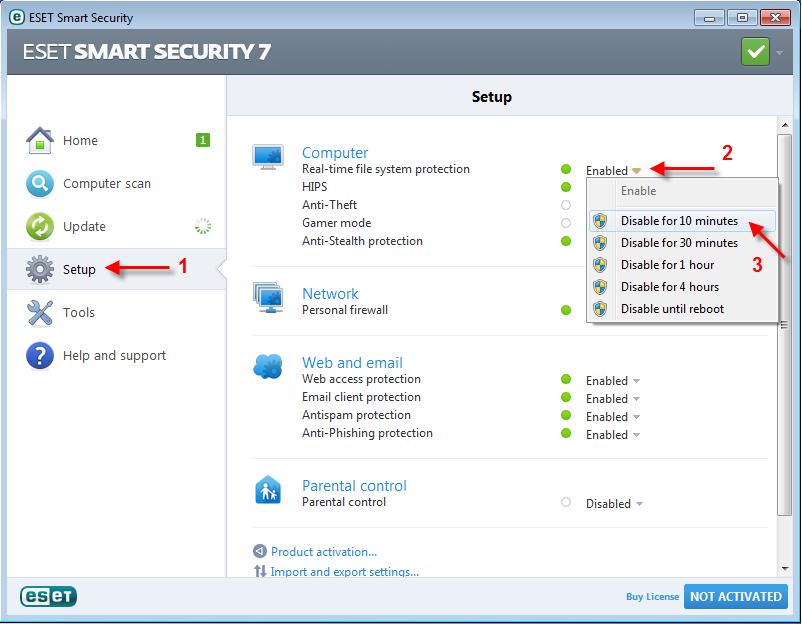 ESET Smart Security
ESET SMART SECURITY 7
Setup
Home 1
Computer scan
Update
Setup 1
Tools
? Help and support
Computer
Real-time file system protection Enabled 2
HIPS
Anti-Theft
Gamer mode
Anti-Stealth protection
Enable
Disable for 10 minutes
Disable for 30 minutes
Disable for 1 hour 3
Disable for 4 hours
Disable until reboot
Network
Personal firewall
Web and email
Web access protection Enabled
Email client protection Enabled
Antispam protection Enabled
Anti-Phishing protection Enabled
Parental control
Parental control Disabled
Product activation...
Import and export settings...
eset
Buy License NOT ACTIVATED